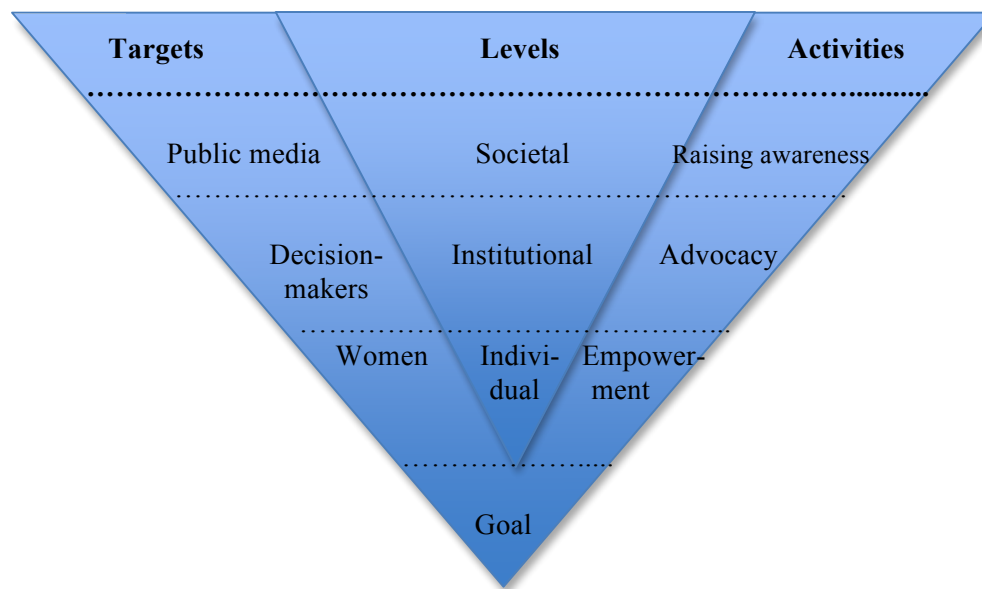 Targets Levels Activities
Public media Societal Raising awareness
Decision- Institutional Advocacy
makers
Women Indivi- Empower-
dual ment
Goal